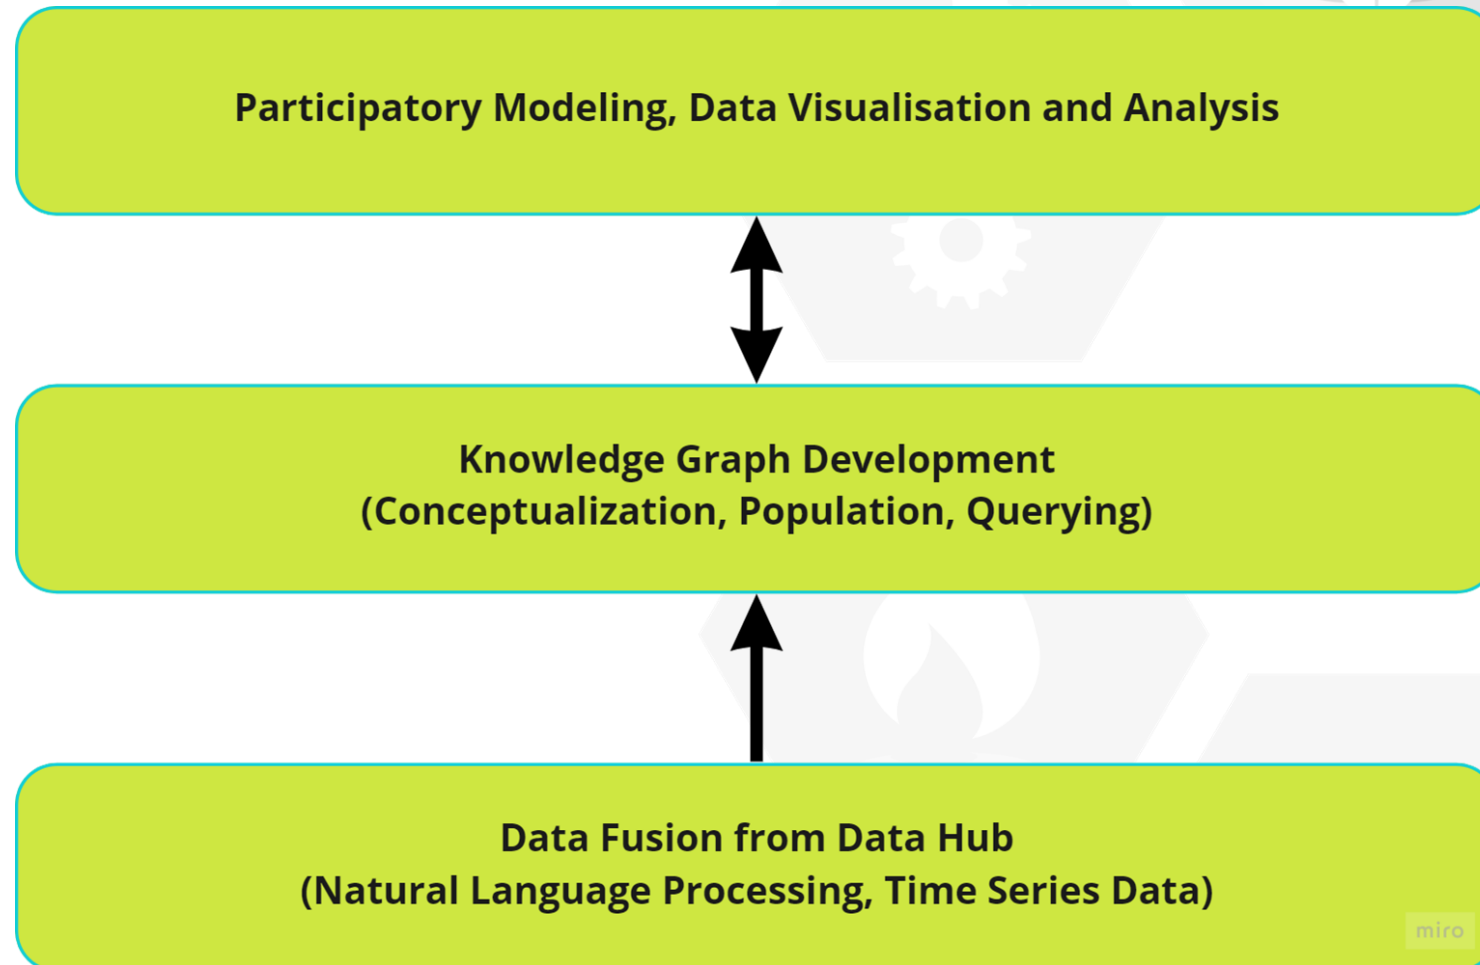 Participatory Modeling, Data Visualisation and Analysis
Knowledge Graph Development
(Conceptualization, Population, Querying)
Data Fusion from Data Hub
(Natural Language Processing, Time Series Data)
miro